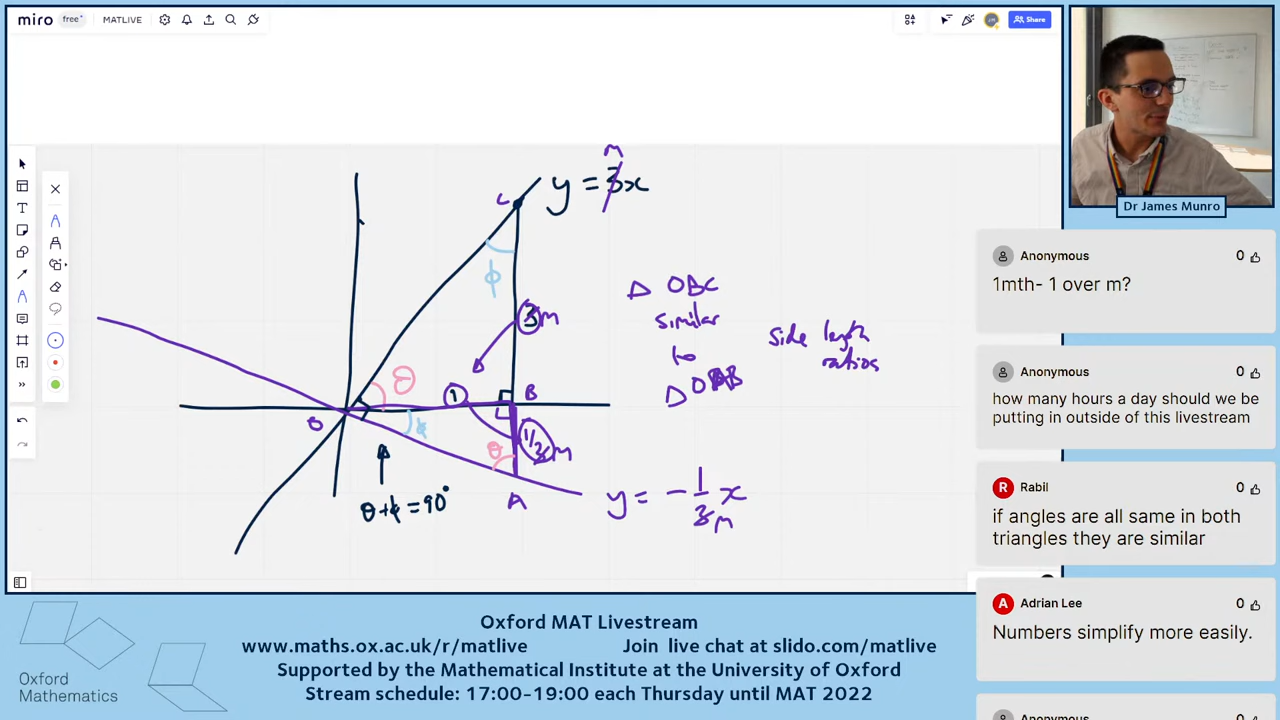 miro free MATLIVE Share
m
C y = 3x
ϕ
3m
△ OBC
similar
to
△ OAB
side length
ratios
θ 1 B
O ϕ 1/3 m
θ
θ+ϕ=90°
A
y = -1/3 x
m
Dr James Munro
Anonymous 0
1mth- 1 over m?
Anonymous 0
how many hours a day should we be
putting in outside of this livestream
R Rabil 0
if angles are all same in both
triangles they are similar
A Adrian Lee 0
Numbers simplify more easily.
Anonymous 0
Oxford
Mathematics
Oxford MAT Livestream
www.maths.ox.ac.uk/r/matlive Join live chat at slido.com/matlive
Supported by the Mathematical Institute at the University of Oxford
Stream schedule: 17:00-19:00 each Thursday until MAT 2022